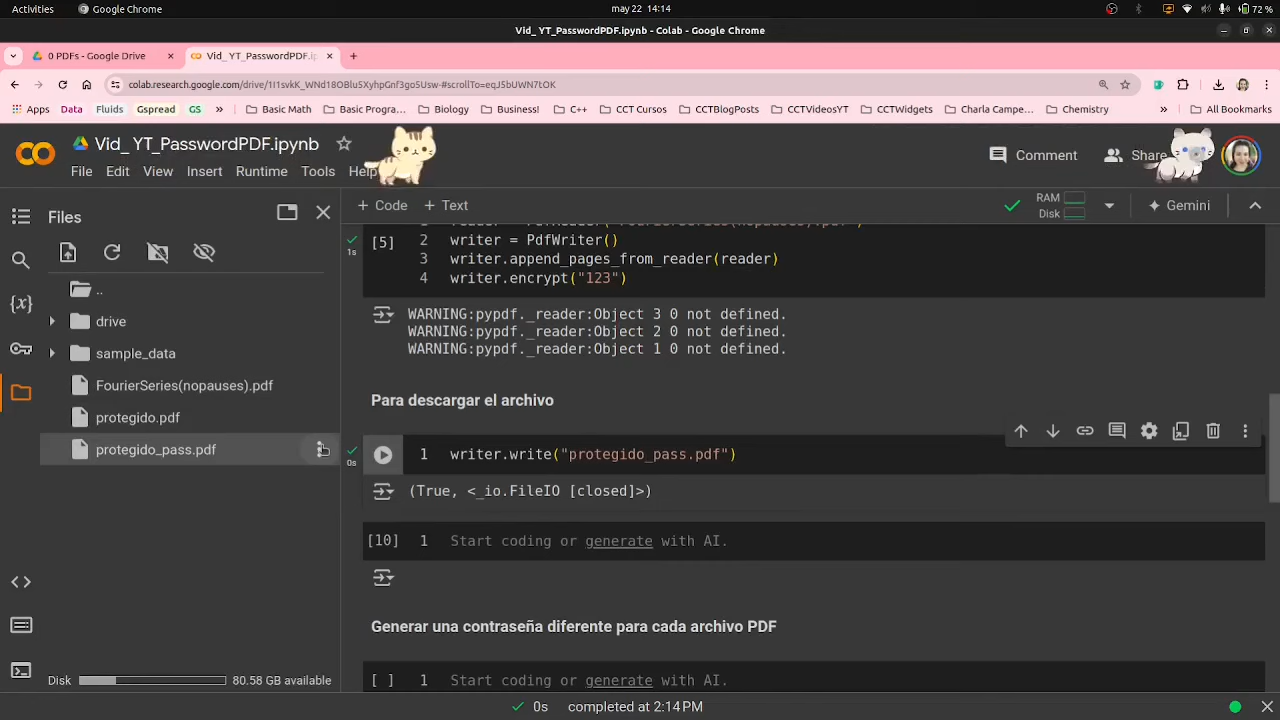 Activities Google Chrome may 22 14:14 72 %
Vid_ YT_PasswordPDF.ipynb - Colab - Google Chrome
0 PDFs - Google Drive Vid_ YT_PasswordPDF.i
colab.research.google.com/drive/1I1svkK_WNd18OBlu5XyhpGnf3go5Usw-#scrollTo=eqJ5bUWN7tOK
Apps Data Fluids Gspread GS » Basic Math Basic Progra... Biology Business! C++ CCT Cursos CCTBlogPosts CCTVideosYT CCTWidgets Charla Campe... Chemistry » All Bookmarks
Vid_ YT_PasswordPDF.ipynb
Comment Share
File Edit View Insert Runtime Tools Help
Files
+ Code + Text
RAM
Disk
Gemini
..
drive
sample_data
FourierSeries(nopauses).pdf
protegido.pdf
protegido_pass.pdf
Disk 80.58 GB available
1s
[5] 2 writer = PdfWriter()
3 writer.append_pages_from_reader(reader)
4 writer.encrypt("123")
WARNING:pypdf._reader:Object 3 0 not defined.
WARNING:pypdf._reader:Object 2 0 not defined.
WARNING:pypdf._reader:Object 1 0 not defined.
Para descargar el archivo
0s
1 writer.write("protegido_pass.pdf")
(True, <_io.FileIO [closed]>)
[10] 1 Start coding or generate with AI.
Generar una contraseña diferente para cada archivo PDF
[ ] 1 Start coding or generate with AI.
0s completed at 2:14 PM